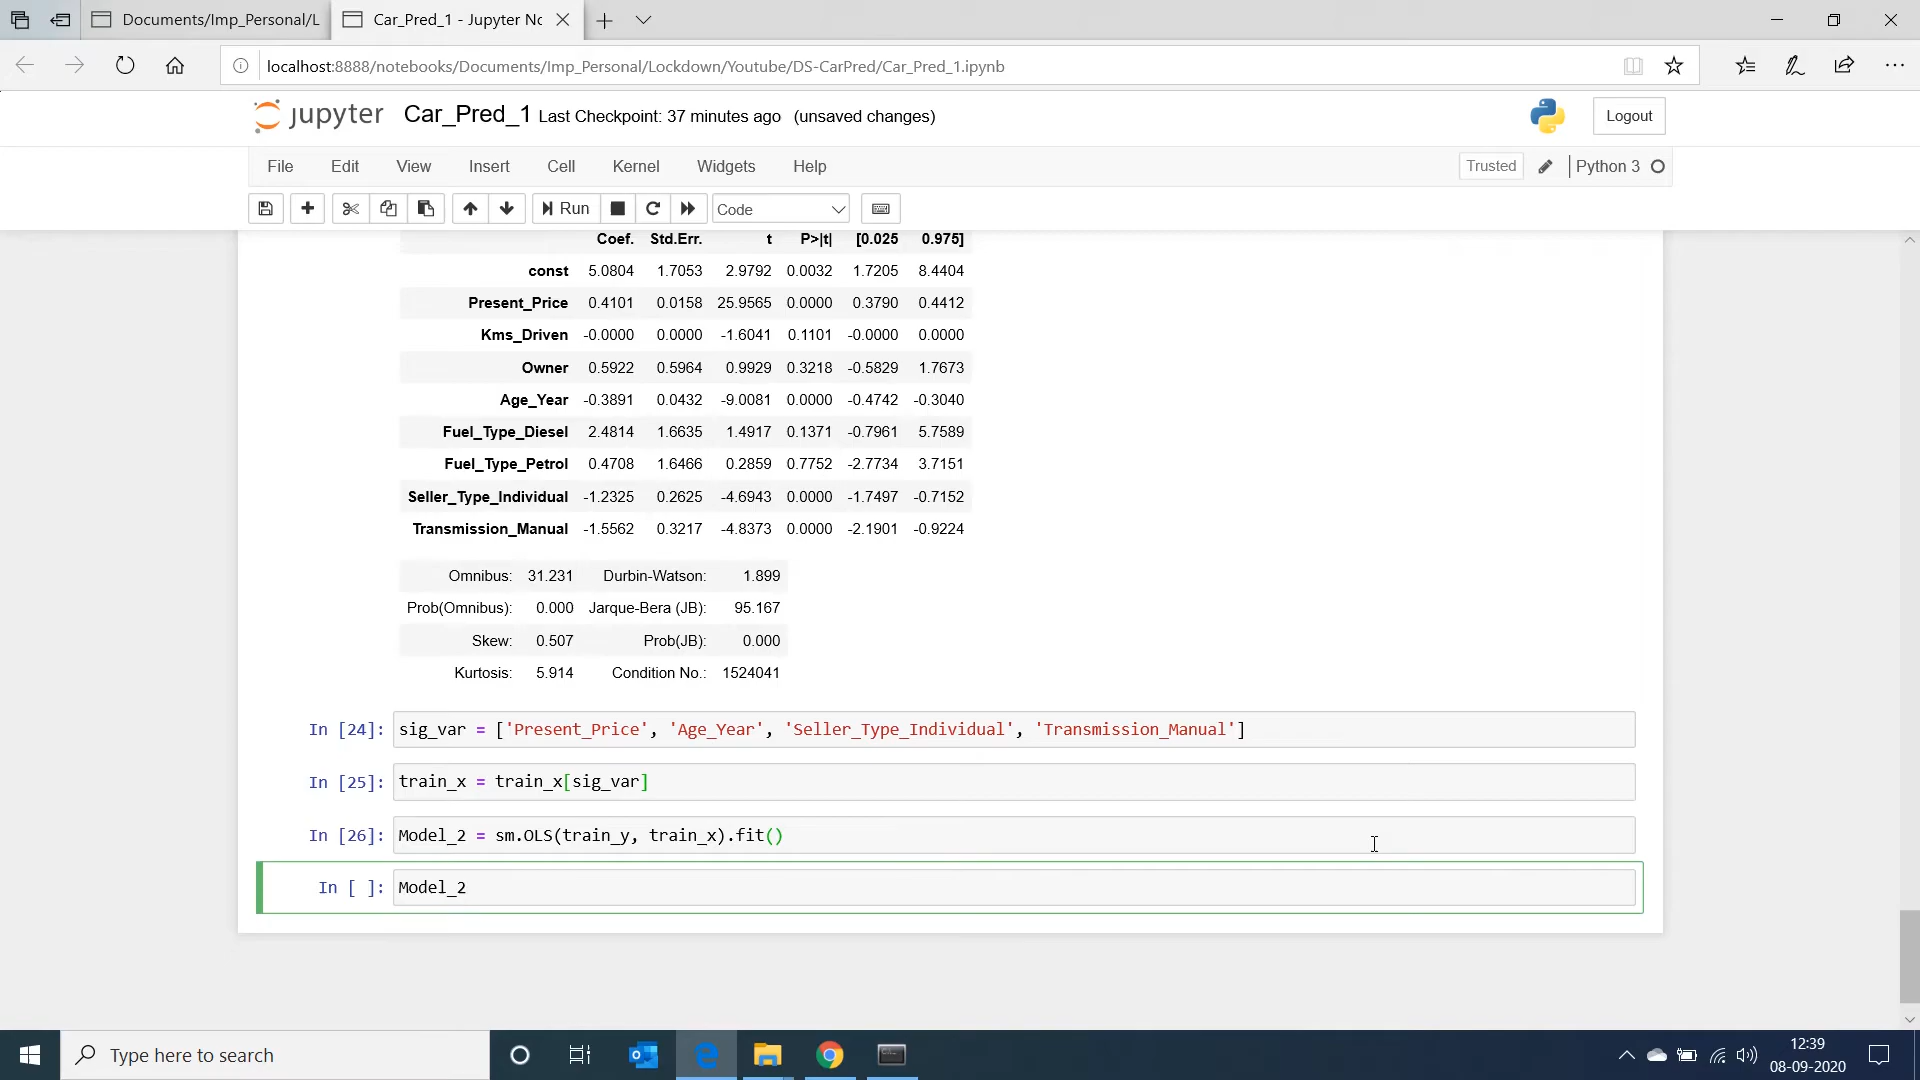 Documents/Imp_Personal/L
Car_Pred_1 - Jupyter No
localhost:8888/notebooks/Documents/Imp_Personal/Lockdown/Youtube/DS-CarPred/Car_Pred_1.ipynb
jupyter Car_Pred_1 Last Checkpoint: 37 minutes ago (unsaved changes)
Logout
File Edit View Insert Cell Kernel Widgets Help
Trusted Python 3
Run Code
Coef. Std.Err. t P>|t| [0.025 0.975]
const 5.0804 1.7053 2.9792 0.0032 1.7205 8.4404
Present_Price 0.4101 0.0158 25.9565 0.0000 0.3790 0.4412
Kms_Driven -0.0000 0.0000 -1.6041 0.1101 -0.0000 0.0000
Owner 0.5922 0.5964 0.9929 0.3218 -0.5829 1.7673
Age_Year -0.3891 0.0432 -9.0081 0.0000 -0.4742 -0.3040
Fuel_Type_Diesel 2.4814 1.6635 1.4917 0.1371 -0.7961 5.7589
Fuel_Type_Petrol 0.4708 1.6466 0.2859 0.7752 -2.7734 3.7151
Seller_Type_Individual -1.2325 0.2625 -4.6943 0.0000 -1.7497 -0.7152
Transmission_Manual -1.5562 0.3217 -4.8373 0.0000 -2.1901 -0.9224
Omnibus: 31.231 Durbin-Watson: 1.899
Prob(Omnibus): 0.000 Jarque-Bera (JB): 95.167
Skew: 0.507 Prob(JB): 0.000
Kurtosis: 5.914 Condition No.: 1524041
In [24]: sig_var = ['Present_Price', 'Age_Year', 'Seller_Type_Individual', 'Transmission_Manual']
In [25]: train_x = train_x[sig_var]
In [26]: Model_2 = sm.OLS(train_y, train_x).fit()
In [ ]: Model_2
Type here to search
12:39
08-09-2020